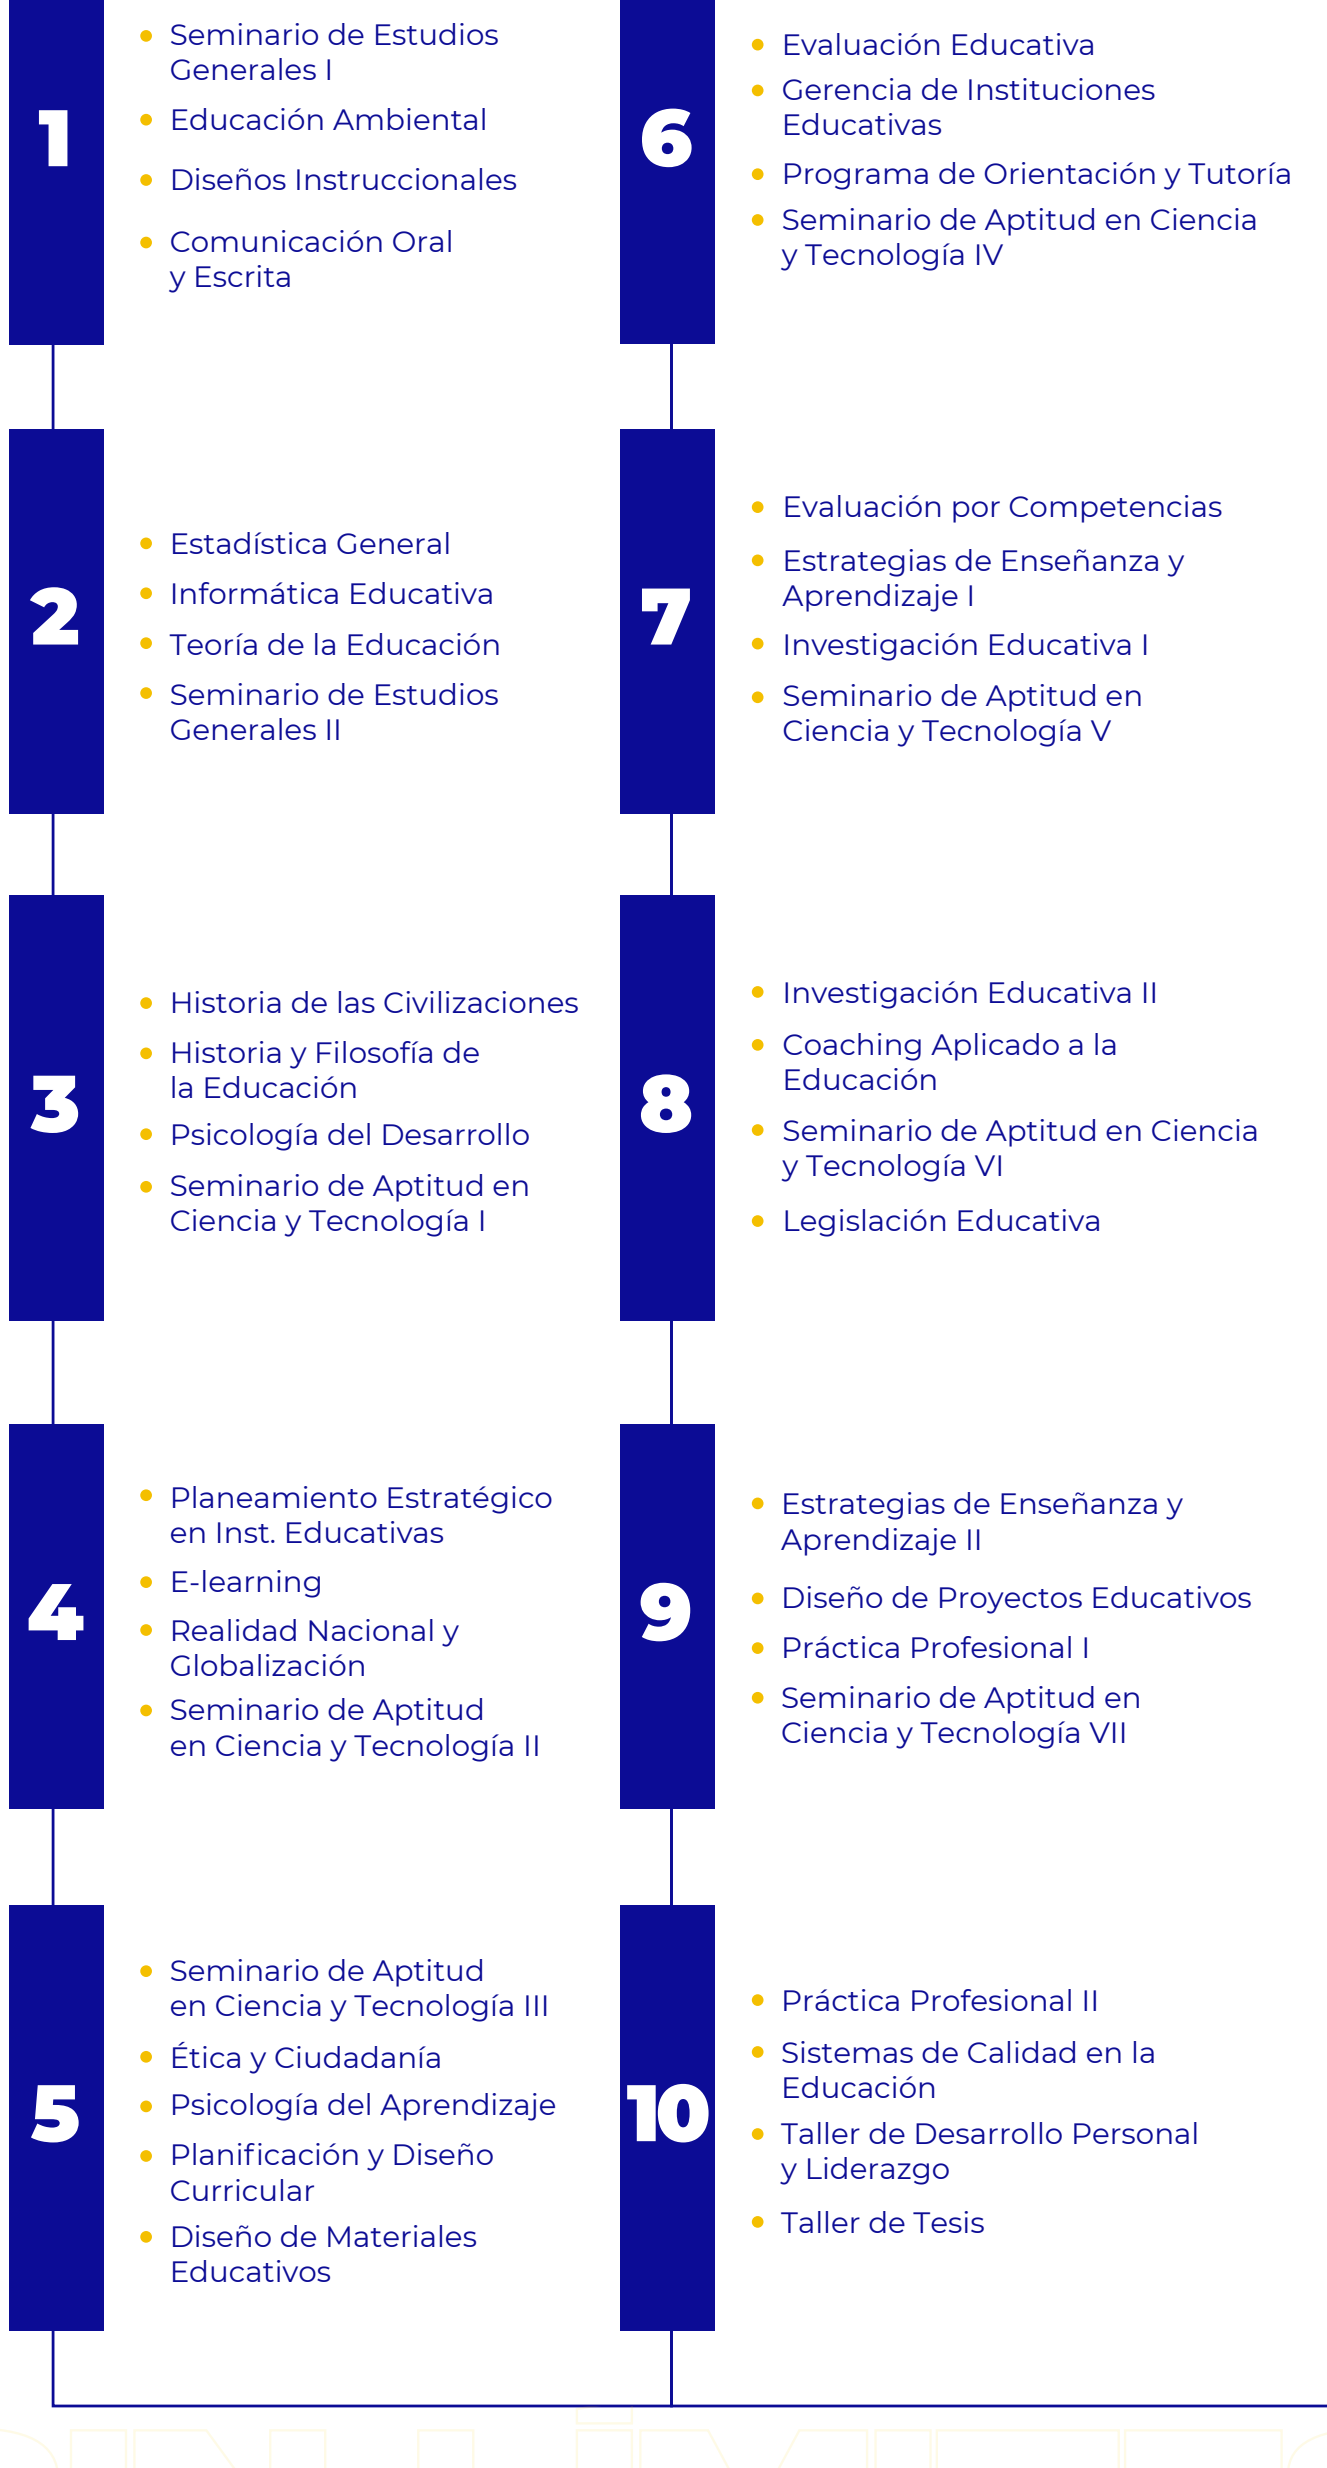 1
Seminario de Estudios
Generales I
Educación Ambiental
Diseños Instruccionales
Comunicación Oral
y Escrita
2
Estadística General
Informática Educativa
Teoría de la Educación
Seminario de Estudios
Generales II
3
Historia de las Civilizaciones
Historia y Filosofía de
la Educación
Psicología del Desarrollo
Seminario de Aptitud en
Ciencia y Tecnología I
4
Planeamiento Estratégico
en Inst. Educativas
E-learning
Realidad Nacional y
Globalización
Seminario de Aptitud
en Ciencia y Tecnología II
5
Seminario de Aptitud
en Ciencia y Tecnología III
Ética y Ciudadanía
Psicología del Aprendizaje
Planificación y Diseño
Curricular
Diseño de Materiales
Educativos
6
Evaluación Educativa
Gerencia de Instituciones
Educativas
Programa de Orientación y Tutoría
Seminario de Aptitud en Ciencia
y Tecnología IV
7
Evaluación por Competencias
Estrategias de Enseñanza y
Aprendizaje I
Investigación Educativa I
Seminario de Aptitud en
Ciencia y Tecnología V
8
Investigación Educativa II
Coaching Aplicado a la
Educación
Seminario de Aptitud en Ciencia
y Tecnología VI
Legislación Educativa
9
Estrategias de Enseñanza y
Aprendizaje II
Diseño de Proyectos Educativos
Práctica Profesional I
Seminario de Aptitud en
Ciencia y Tecnología VII
10
Práctica Profesional II
Sistemas de Calidad en la
Educación
Taller de Desarrollo Personal
y Liderazgo
Taller de Tesis